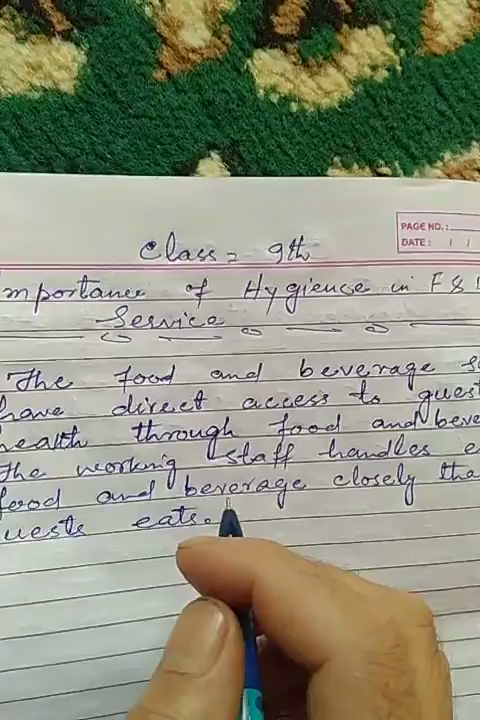 PAGE NO.:
DATE: / /
Class = 9th
mportance of Hygience in F &
Service
The food and beverage s
have direct access to guest
health through food and beve
The working staff handles e
food and beverage closely tha
uests eats.